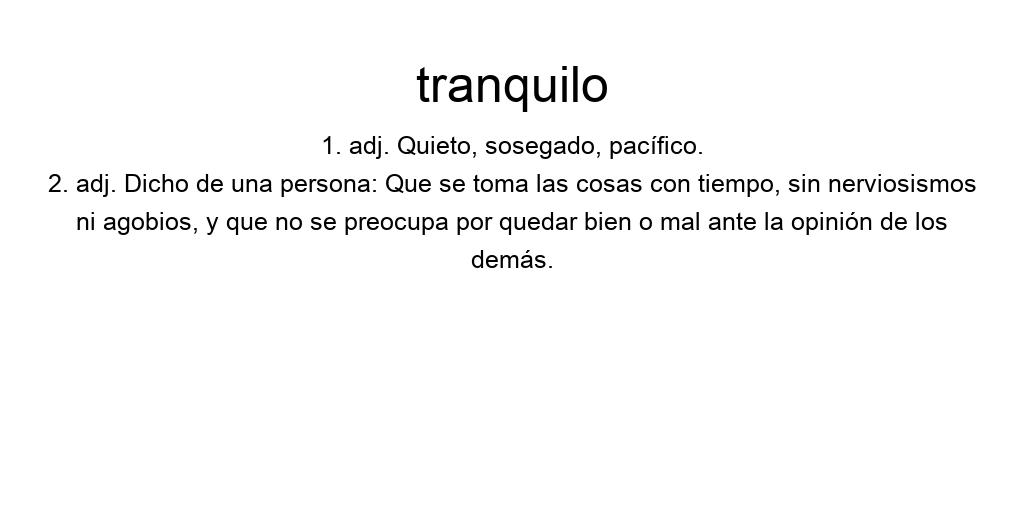 tranquilo
1. adj. Quieto, sosegado, pacífico.
2. adj. Dicho de una persona: Que se toma las cosas con tiempo, sin nerviosismos
ni agobios, y que no se preocupa por quedar bien o mal ante la opinión de los
demás.